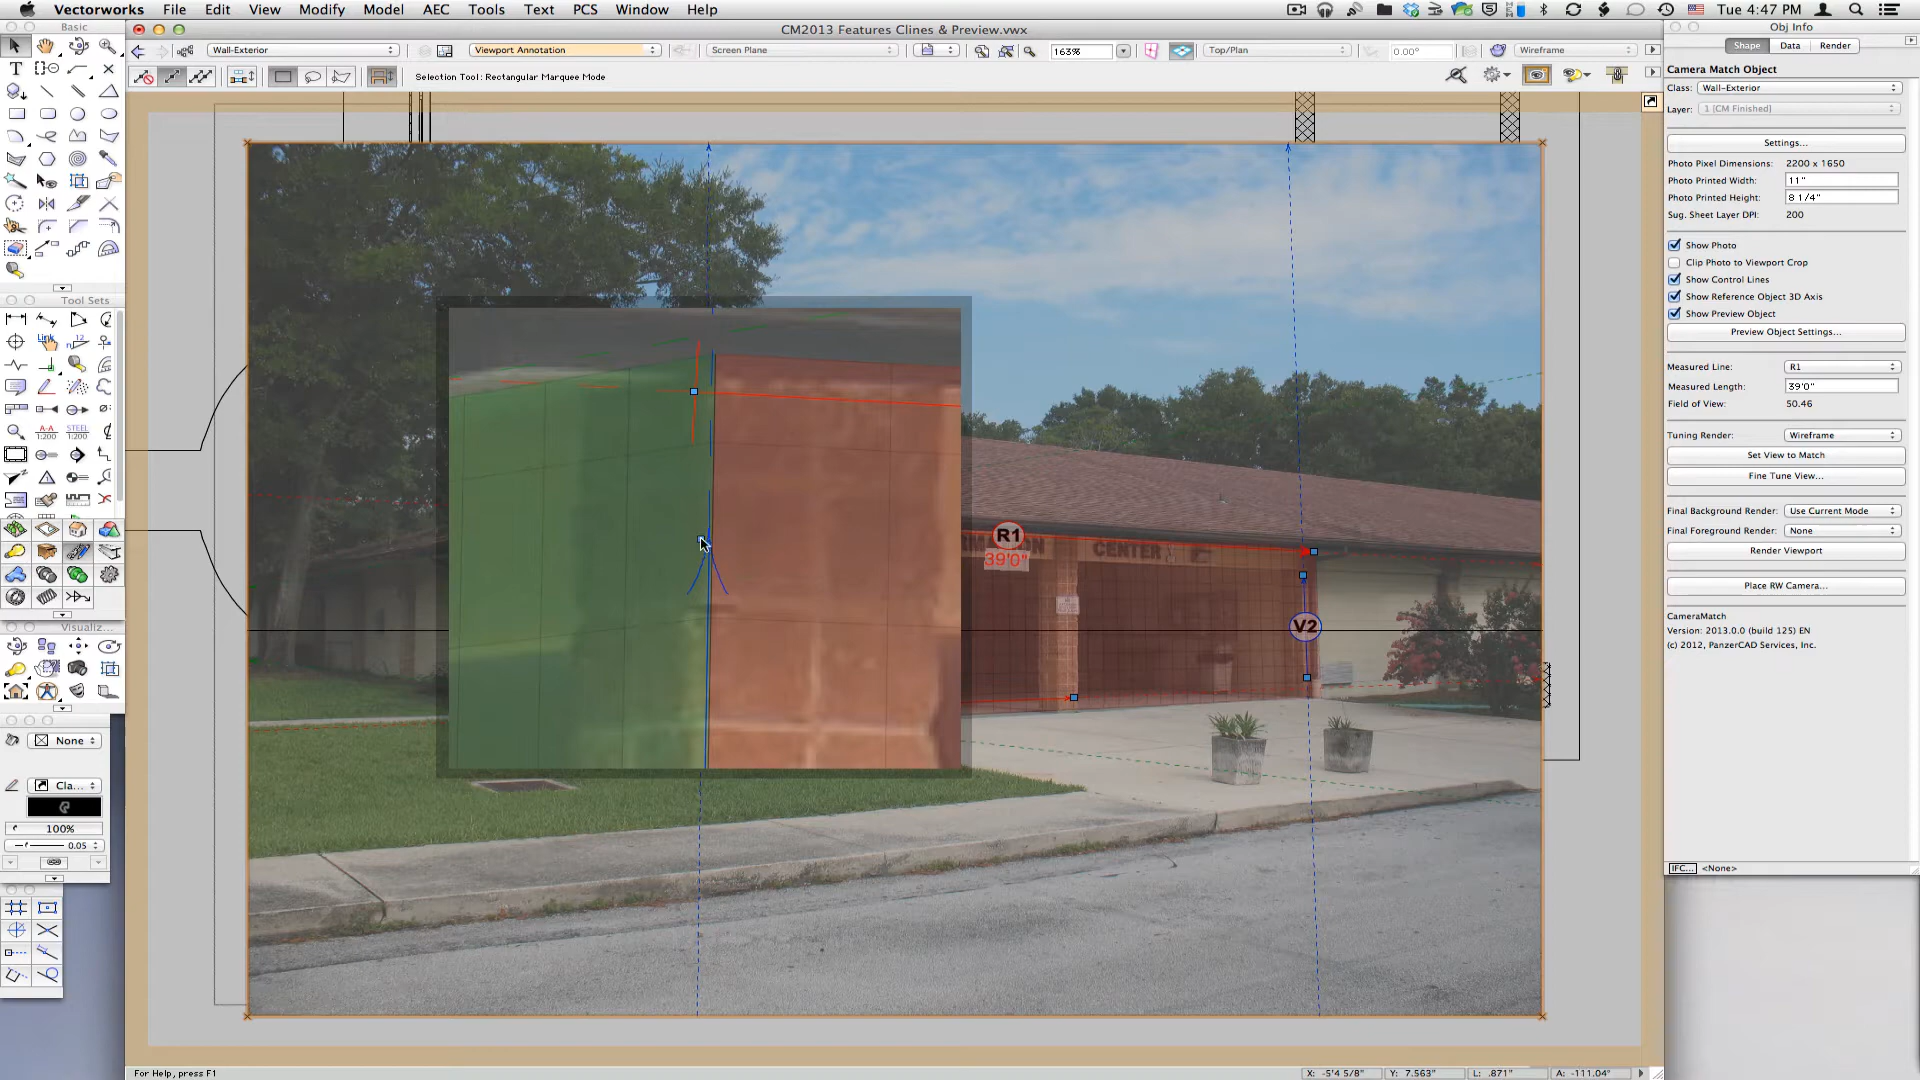 Vectorworks File Edit View Modify Model AEC Tools Text PCS Window Help
Tue 4:47 PM
CM2013 Features Clines & Preview.vwx
Wall-Exterior
Viewport Annotation
Screen Plane
163%
Top/Plan
0.00°
Wireframe
Selection Tool: Rectangular Marquee Mode
Basic
Tool Sets
Link
12
A-A
1:200
STEEL
1:200
Visualiz...
None
Cla...
100%
0.05
R1
39'0"
CENTER
V2
Obj Info
Shape
Data
Render
Camera Match Object
Class: Wall-Exterior
Layer: 1 [CM Finished]
Settings...
Photo Pixel Dimensions: 2200 x 1650
Photo Printed Width: 11"
Photo Printed Height: 8 1/4"
Sug. Sheet Layer DPI: 200
Show Photo
Clip Photo to Viewport Crop
Show Control Lines
Show Reference Object 3D Axis
Show Preview Object
Preview Object Settings...
Measured Line: R1
Measured Length: 39'0"
Field of View: 50.46
Tuning Render: Wireframe
Set View to Match
Fine Tune View...
Final Background Render: Use Current Mode
Final Foreground Render: None
Render Viewport
Place RW Camera...
CameraMatch
Version: 2013.0.0 (build 125) EN
(c) 2012, PanzerCAD Services, Inc.
IFC... <None>
For Help, press F1
X: -5'4 5/8" Y: 7.563" L: .871" A: -111.04°